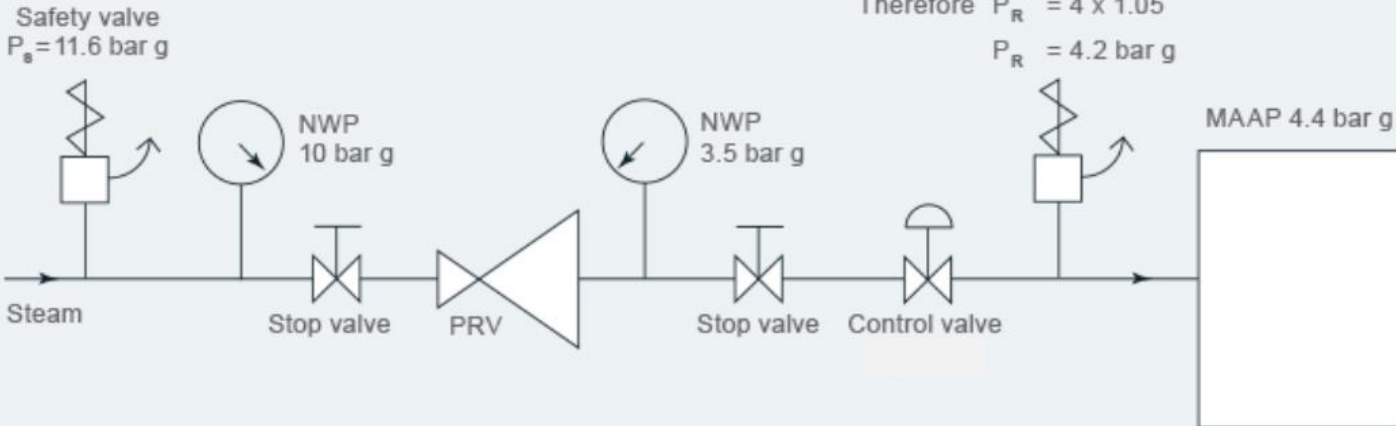 Therefore P_R = 4 x 1.05
P_R = 4.2 bar g
Safety valve
P_s=11.6 bar g
NWP
10 bar g
NWP
3.5 bar g
MAAP 4.4 bar g
Steam
Stop valve
PRV
Stop valve
Control valve